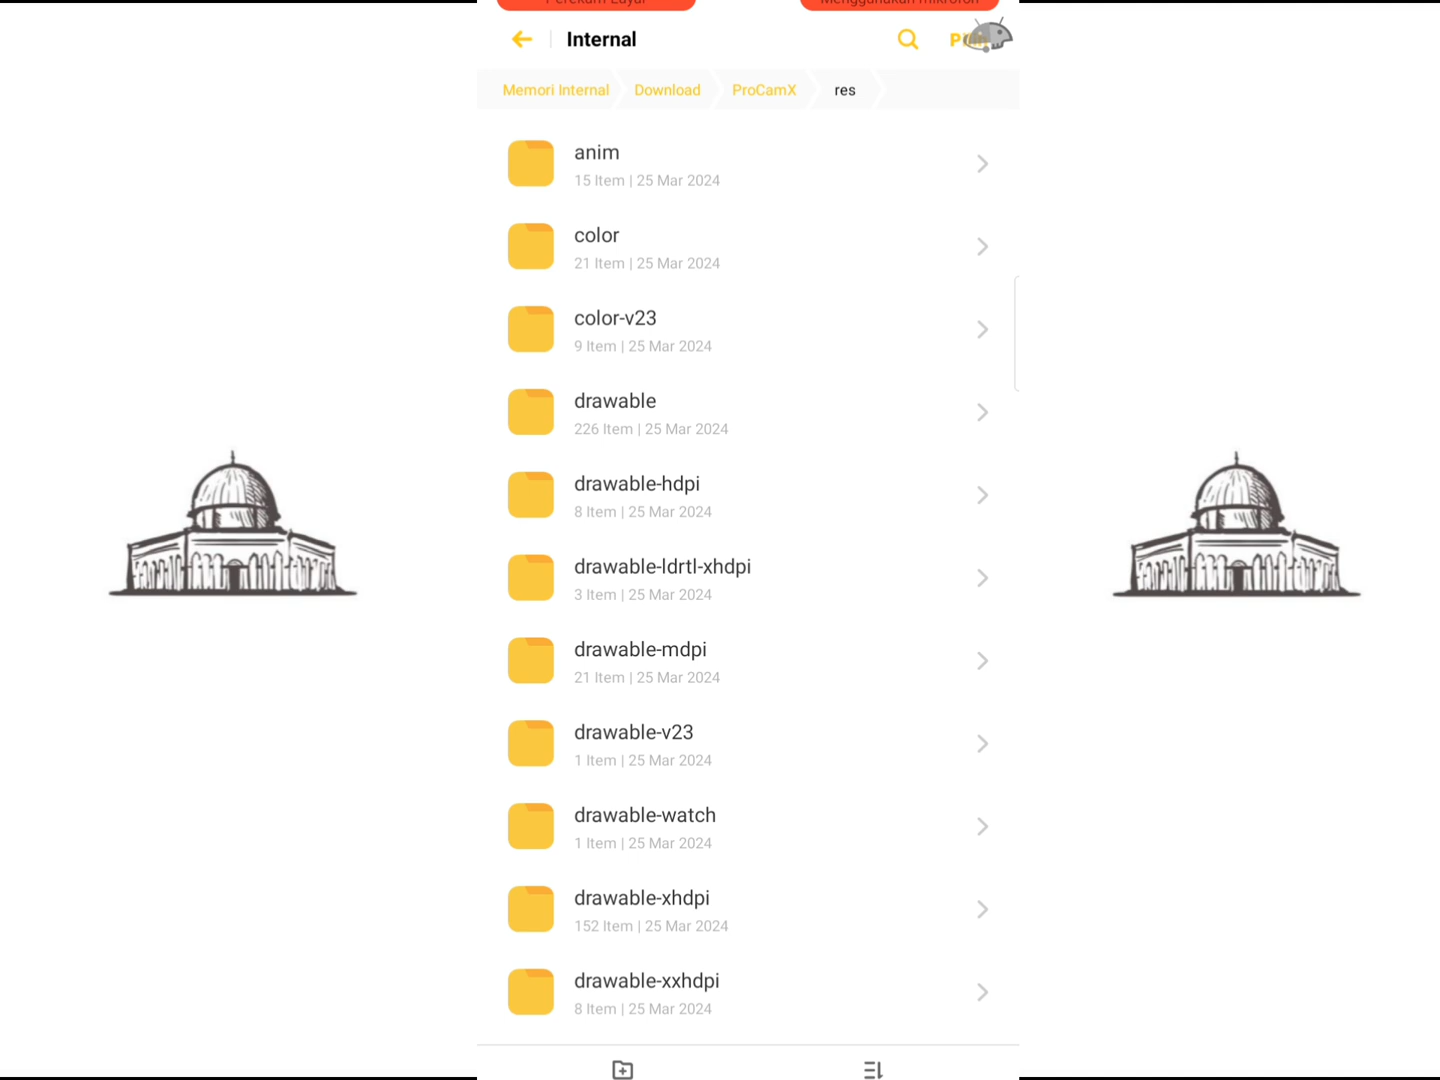 Perekam Layar
Menggunakan mikrofon
Internal
Memori Internal
Download
ProCamX
res
anim
15 Item | 25 Mar 2024
color
21 Item | 25 Mar 2024
color-v23
9 Item | 25 Mar 2024
drawable
226 Item | 25 Mar 2024
drawable-hdpi
8 Item | 25 Mar 2024
drawable-ldrtl-xhdpi
3 Item | 25 Mar 2024
drawable-mdpi
21 Item | 25 Mar 2024
drawable-v23
1 Item | 25 Mar 2024
drawable-watch
1 Item | 25 Mar 2024
drawable-xhdpi
152 Item | 25 Mar 2024
drawable-xxhdpi
8 Item | 25 Mar 2024